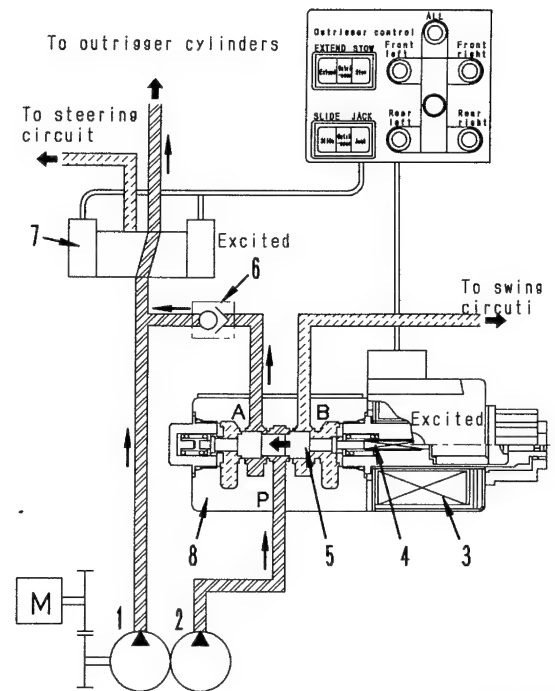 To outrigger cylinders
To steering
circuit
Outrigger control
ALL
EXTEND STOW
Front
left
Front
right
Extend
Stow
SLIDE JACK
Rear
left
Rear
right
Slide
Jack
7
Excited
6
To swing
circuti
A
B
Excited
P
8
5
4
3
M
1
2